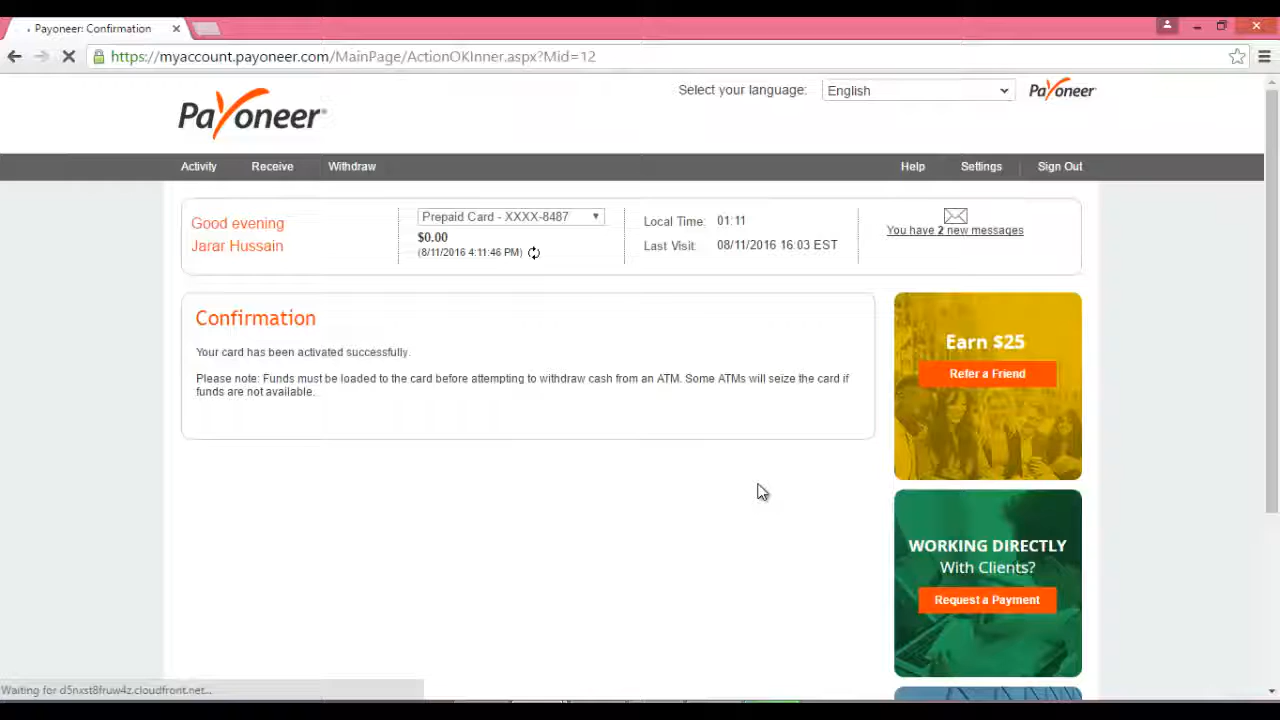 Payoneer: Confirmation
https://myaccount.payoneer.com/MainPage/ActionOKInner.aspx?Mid=12
Select your language:
English
Payoneer
Payoneer
Activity
Receive
Withdraw
Help
Settings
Sign Out
Good evening
Jarar Hussain
Prepaid Card - XXXX-8487
$0.00
(8/11/2016 4:11:46 PM)
Local Time: 01:11
Last Visit: 08/11/2016 16:03 EST
You have 2 new messages
Confirmation
Your card has been activated successfully.
Please note: Funds must be loaded to the card before attempting to withdraw cash from an ATM. Some ATMs will seize the card if
funds are not available.
Earn $25
Refer a Friend
WORKING DIRECTLY
With Clients?
Request a Payment
Waiting for d5nxst8fruw4z.cloudfront.net...